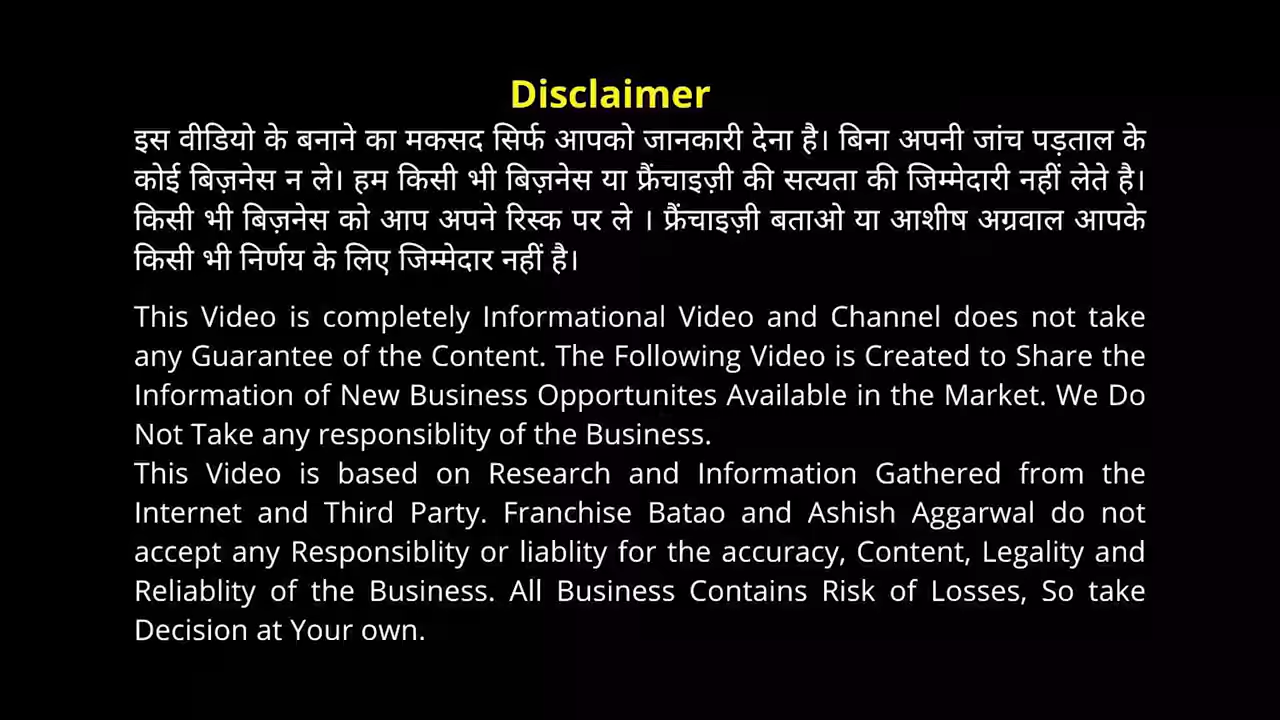 Disclaimer
इस वीडियो के बनाने का मकसद सिर्फ आपको जानकारी देना है। बिना अपनी जांच पड़ताल के
कोई बिज़नेस न ले। हम किसी भी बिज़नेस या फ्रैंचाइज़ी की सत्यता की जिम्मेदारी नहीं लेते है।
किसी भी बिज़नेस को आप अपने रिस्क पर ले । फ्रैंचाइज़ी बताओ या आशीष अग्रवाल आपके
किसी भी निर्णय के लिए जिम्मेदार नहीं है।
This Video is completely Informational Video and Channel does not take
any Guarantee of the Content. The Following Video is Created to Share the
Information of New Business Opportunites Available in the Market. We Do
Not Take any responsiblity of the Business.
This Video is based on Research and Information Gathered from the
Internet and Third Party. Franchise Batao and Ashish Aggarwal do not
accept any Responsiblity or liablity for the accuracy, Content, Legality and
Reliablity of the Business. All Business Contains Risk of Losses, So take
Decision at Your own.